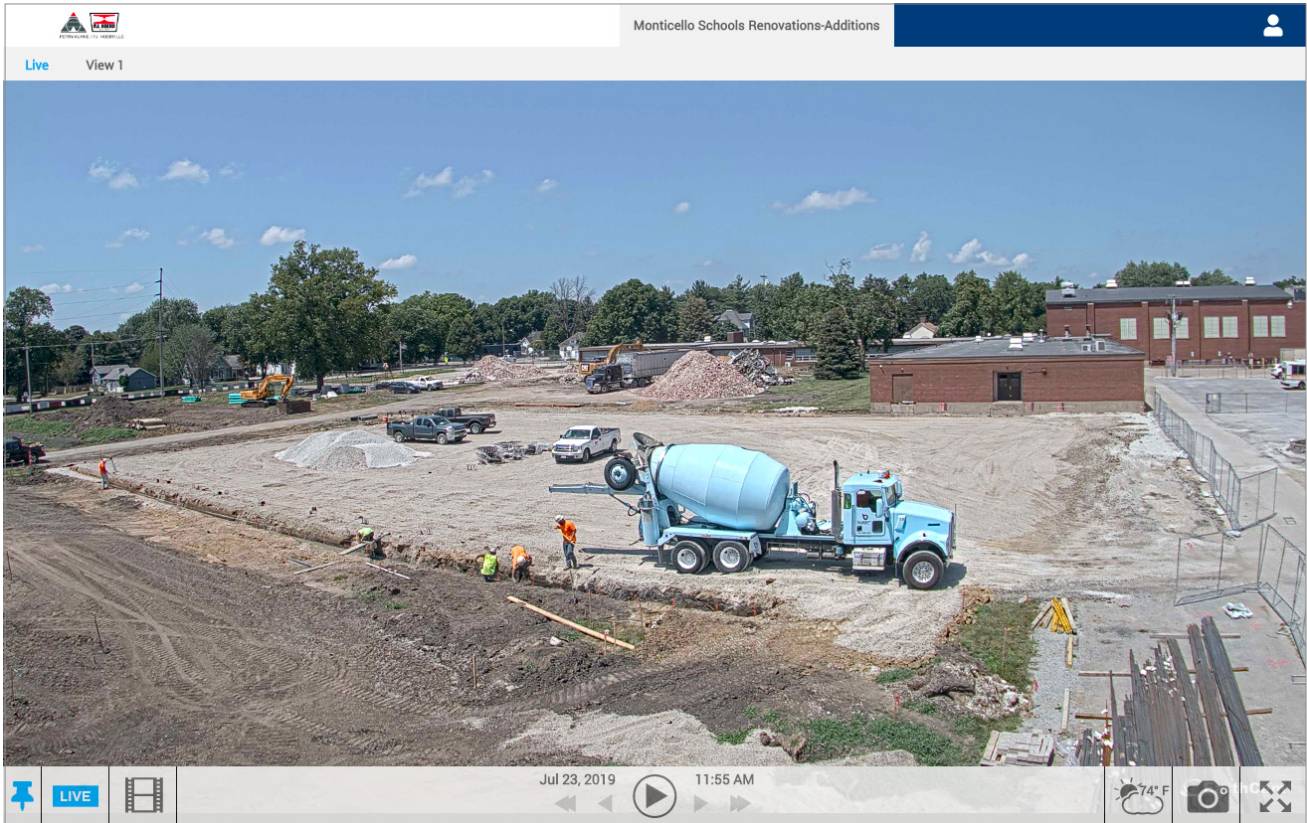 Monticello Schools Renovations-Additions
Live
View 1
Jul 23, 2019
11:55 AM
LIVE
74° F